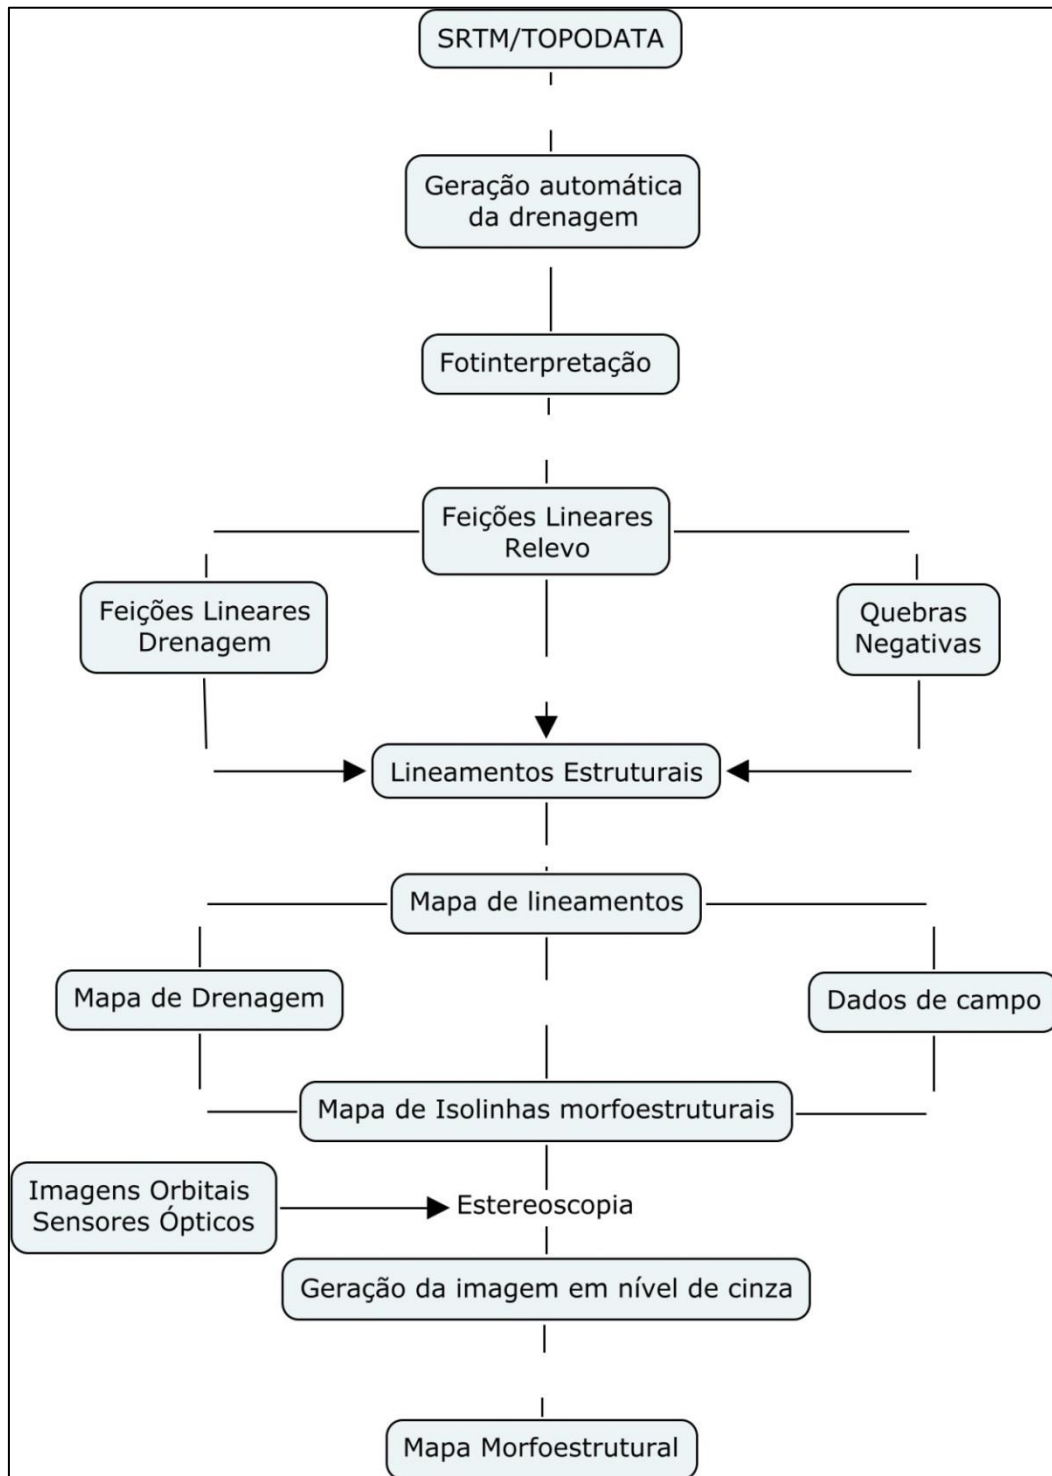 SRTM/TOPODATA
Geração automática
da drenagem
Fotinterpretação
Feições Lineares
Relevo
Feições Lineares
Drenagem
Quebras
Negativas
Lineamentos Estruturais
Mapa de lineamentos
Mapa de Drenagem
Dados de campo
Mapa de Isolinhas morfoestruturais
Imagens Orbitais
Sensores Ópticos
Estereoscopia
Geração da imagem em nível de cinza
Mapa Morfoestrutural